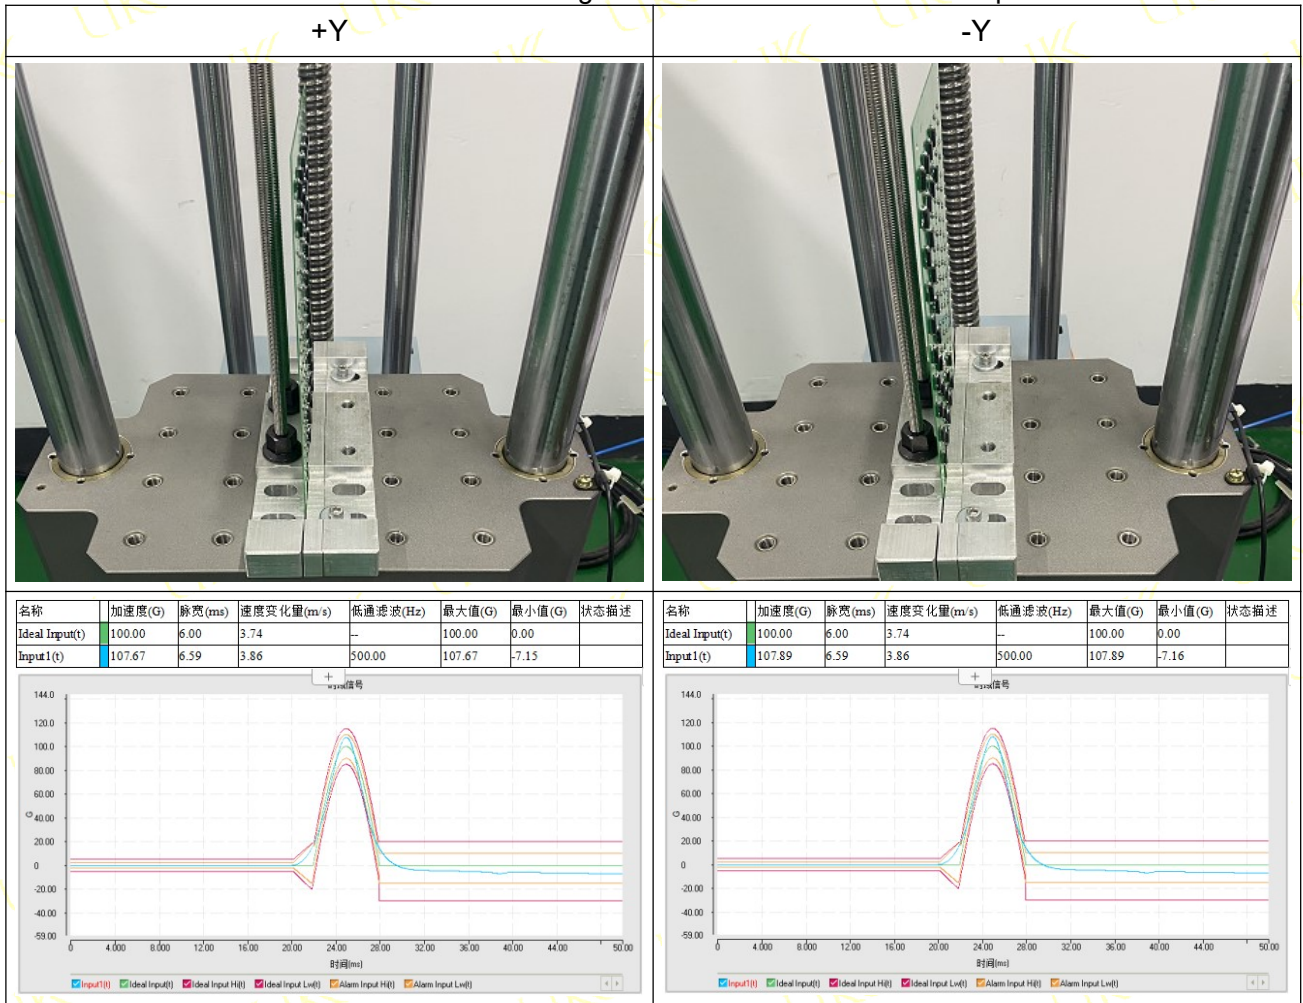 +Y
-Y
名称 加速度(G) 脉宽(ms) 速度变化量(m/s) 低通滤波(Hz) 最大值(G) 最小值(G) 状态描述
Ideal Input(t) 100.00 6.00 3.74 -- 100.00 0.00
Input1(t) 107.67 6.59 3.86 500.00 107.67 -7.15
名称 加速度(G) 脉宽(ms) 速度变化量(m/s) 低通滤波(Hz) 最大值(G) 最小值(G) 状态描述
Ideal Input(t) 100.00 6.00 3.74 -- 100.00 0.00
Input1(t) 107.89 6.59 3.86 500.00 107.89 -7.16
+
时域信号
144.0
120.0
100.0
80.00
60.00
G
40.00
20.00
0
-20.00
-40.00
-59.00
0 4.000 8.000 12.00 16.00 20.00 24.00 28.00 32.00 36.00 40.00 44.00 50.00
时间(ms)
Input1(t) Ideal Input(t) Ideal Input Hi(t) Ideal Input Lw(t) Alarm Input Hi(t) Alarm Input Lw(t)
+
时域信号
144.0
120.0
100.0
80.00
60.00
G
40.00
20.00
0
-20.00
-40.00
-59.00
0 4.000 8.000 12.00 16.00 20.00 24.00 28.00 32.00 36.00 40.00 44.00 50.00
时间(ms)
Input1(t) Ideal Input(t) Ideal Input Hi(t) Ideal Input Lw(t) Alarm Input Hi(t) Alarm Input Lw(t)